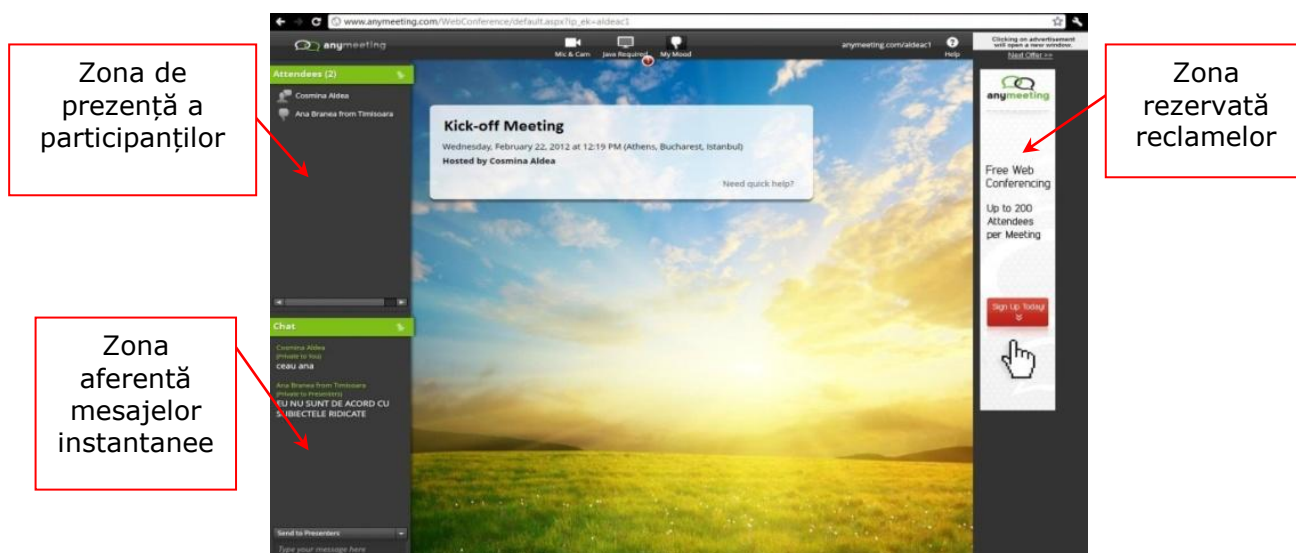 www.anymeeting.com/WebConference/default.aspx?ip_ek=aldeac1
anymeeting
Mic & Cam
Java Required
My Mood
anymeeting.com/aldeac1
Help
Clicking on advertisement
will open a new window.
Next Offer >>
Zona de
prezență a
participanților
Attendees (2)
Cosmina Aldea
Ana Branea from Timisoara
Kick-off Meeting
Wednesday, February 22, 2012 at 12:19 PM (Athens, Bucharest, Istanbul)
Hosted by Cosmina Aldea
Need quick help?
anymeeting
Free Web
Conferencing
Up to 200
Attendees
per Meeting
Sign Up Today!
Zona
rezervată
reclamelor
Zona
aferentă
mesajelor
instantanee
Chat
Cosmina Aldea
(Private to You)
ceau ana
Ana Branea from Timisoara
(Private to Presenters)
EU NU SUNT DE ACORD CU
SUBIECTELE RIDICATE
Send to Presenters
Type your message here